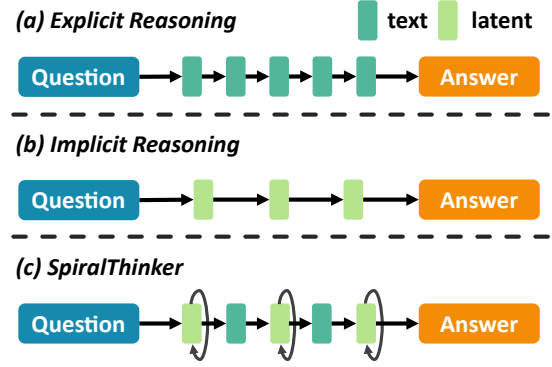 (a) Explicit Reasoning
text
latent
Question
Answer
(b) Implicit Reasoning
Question
Answer
(c) SpiralThinker
Question
Answer